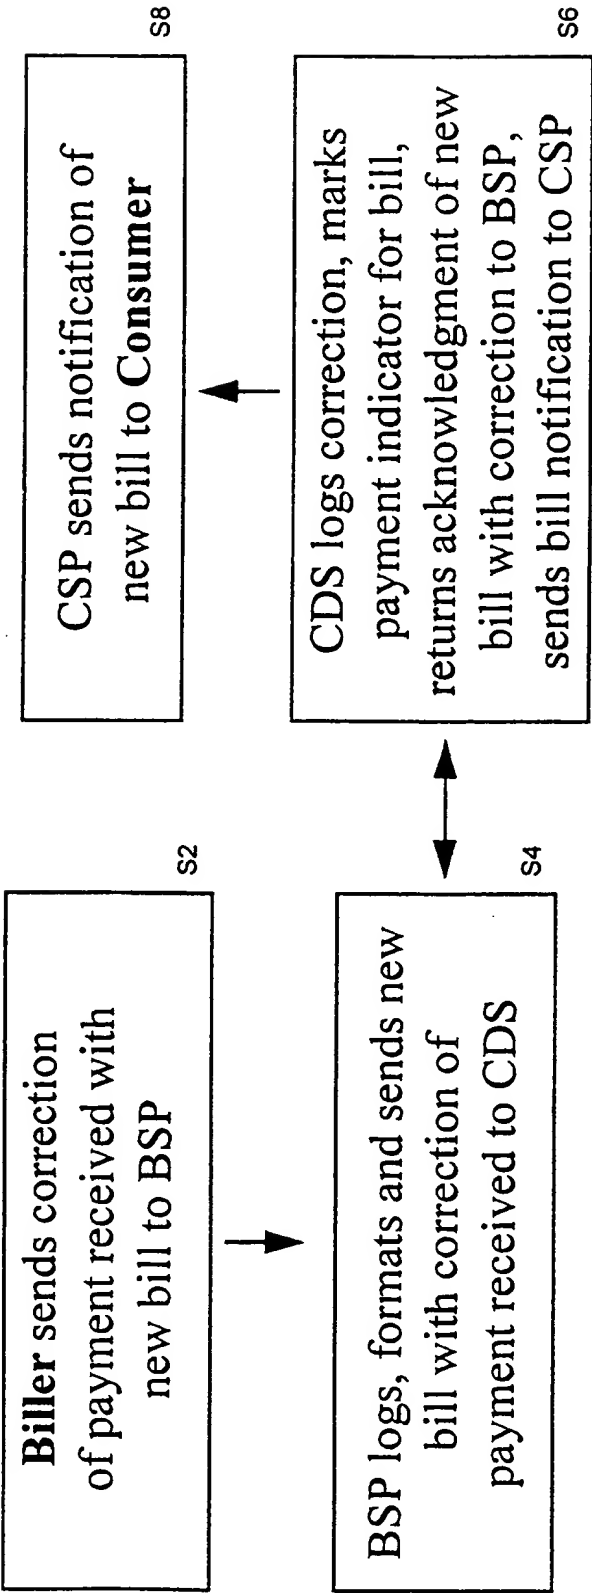 Biller sends correction
of payment received with
new bill to BSP
S2
BSP logs, formats and sends new
bill with correction of
payment received to CDS
S4
CDS logs correction, marks
payment indicator for bill,
returns acknowledgment of new
bill with correction to BSP,
sends bill notification to CSP
S6
CSP sends notification of
new bill to Consumer
S8